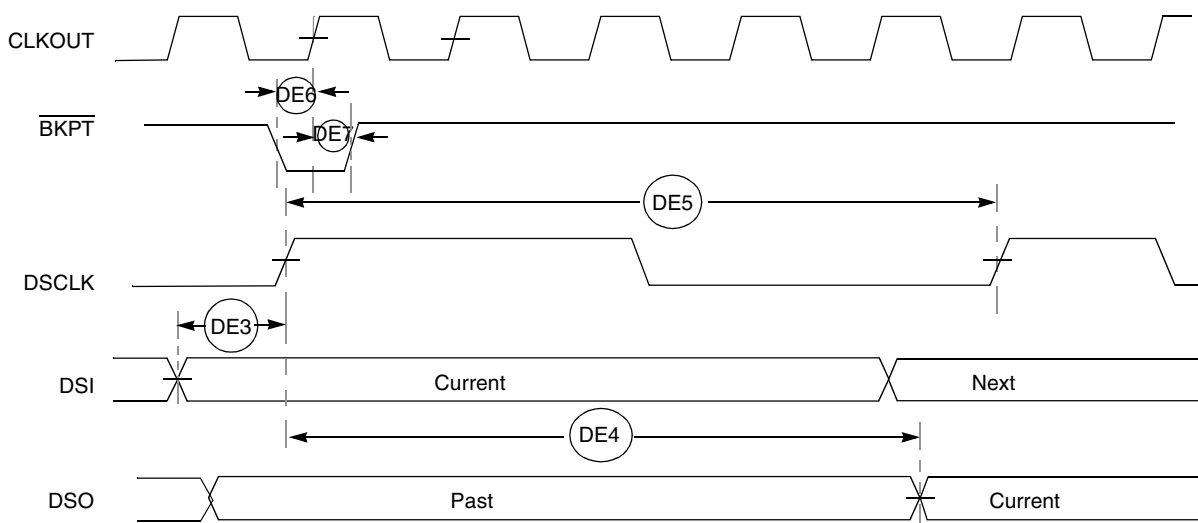 CLKOUT
DE6
BKPT
DE7
DE5
DSCLK
DE3
DSI
Current
Next
DE4
DSO
Past
Current